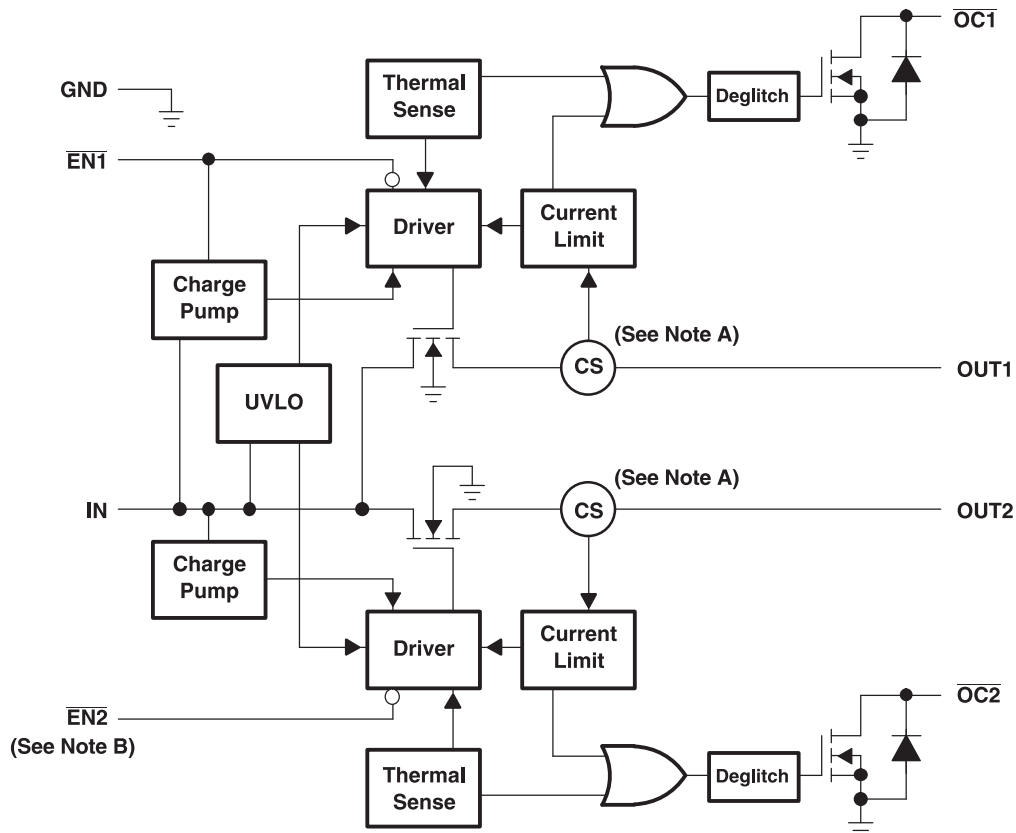 OC1
Thermal
Sense
Deglitch
GND
EN1
Driver
Current
Limit
Charge
Pump
(See Note A)
CS
OUT1
UVLO
(See Note A)
IN
CS
OUT2
Charge
Pump
Driver
Current
Limit
EN2
(See Note B)
OC2
Thermal
Sense
Deglitch